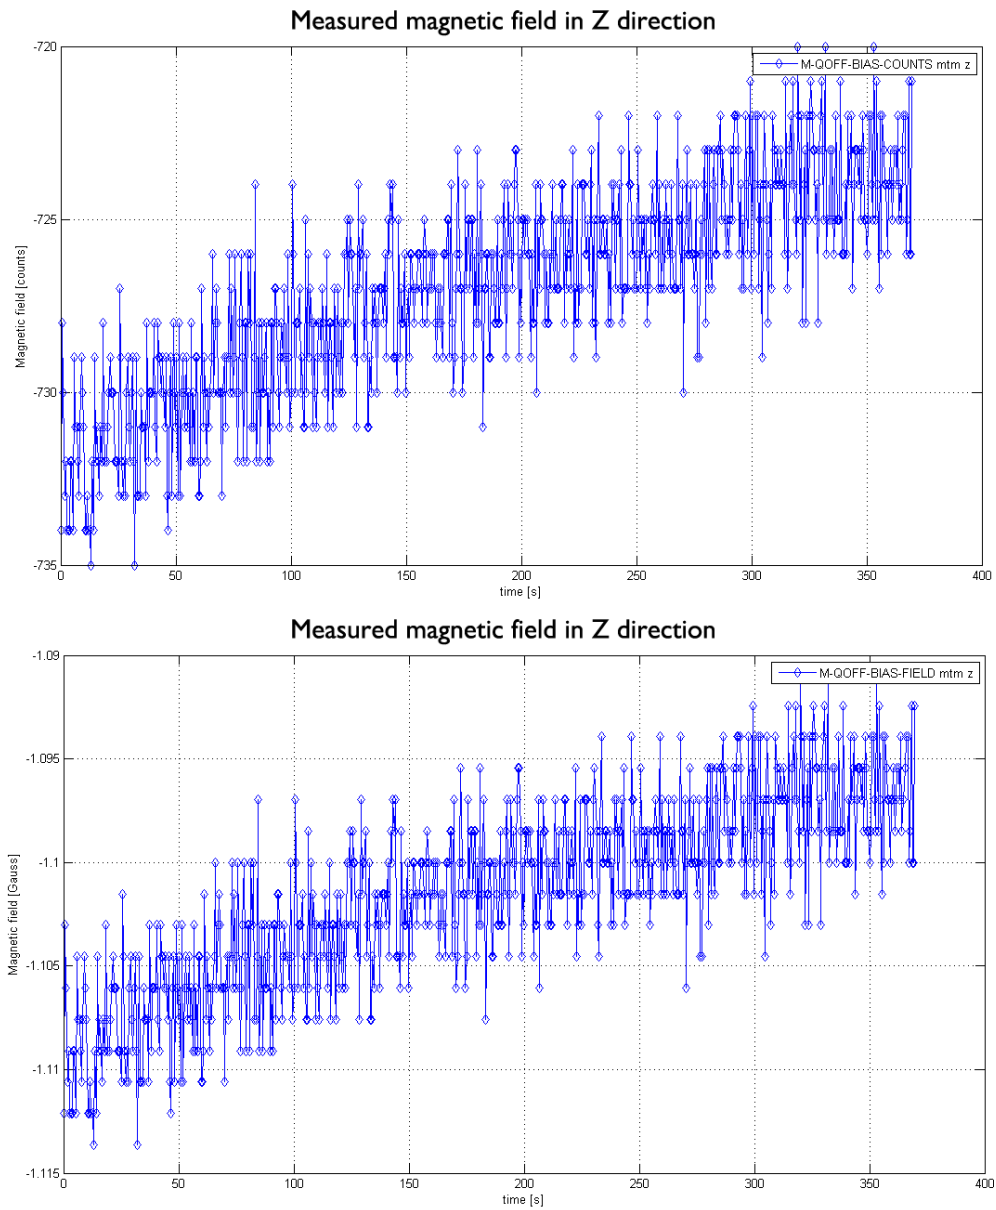 Measured magnetic field in Z direction
-720
M-QOFF-BIAS-COUNTS mtm z
-725
Magnetic field [counts]
-730
-735
0 50 100 150 200 250 300 350 400
time [s]
Measured magnetic field in Z direction
-1.09
M-QOFF-BIAS-FIELD mtm z
-1.095
-1.1
Magnetic field [Gauss]
-1.105
-1.11
-1.115
0 50 100 150 200 250 300 350 400
time [s]